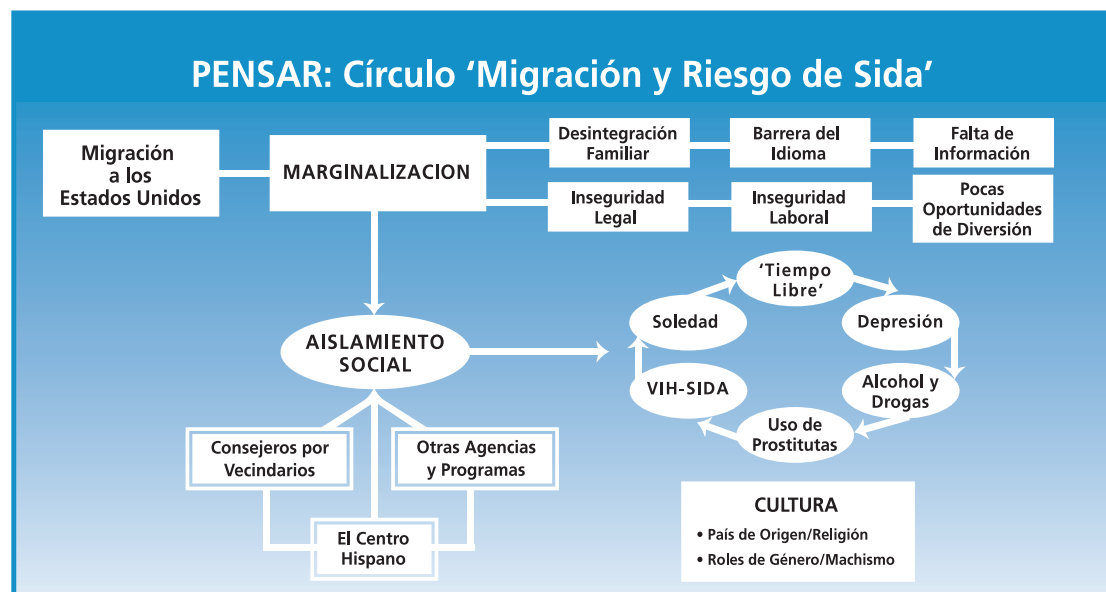 PENSAR: Círculo ‘Migración y Riesgo de Sida’
Migración
a los
Estados Unidos
MARGINALIZACION
Desintegración
Familiar
Barrera del
Idioma
Falta de
Información
Inseguridad
Legal
Inseguridad
Laboral
Pocas
Oportunidades
de Diversión
AISLAMIENTO
SOCIAL
‘Tiempo
Libre’
Depresión
Alcohol y
Drogas
Uso de
Prostitutas
VIH-SIDA
Soledad
Consejeros por
Vecindarios
Otras Agencias
y Programas
El Centro
Hispano
CULTURA
• País de Origen/Religión
• Roles de Género/Machismo